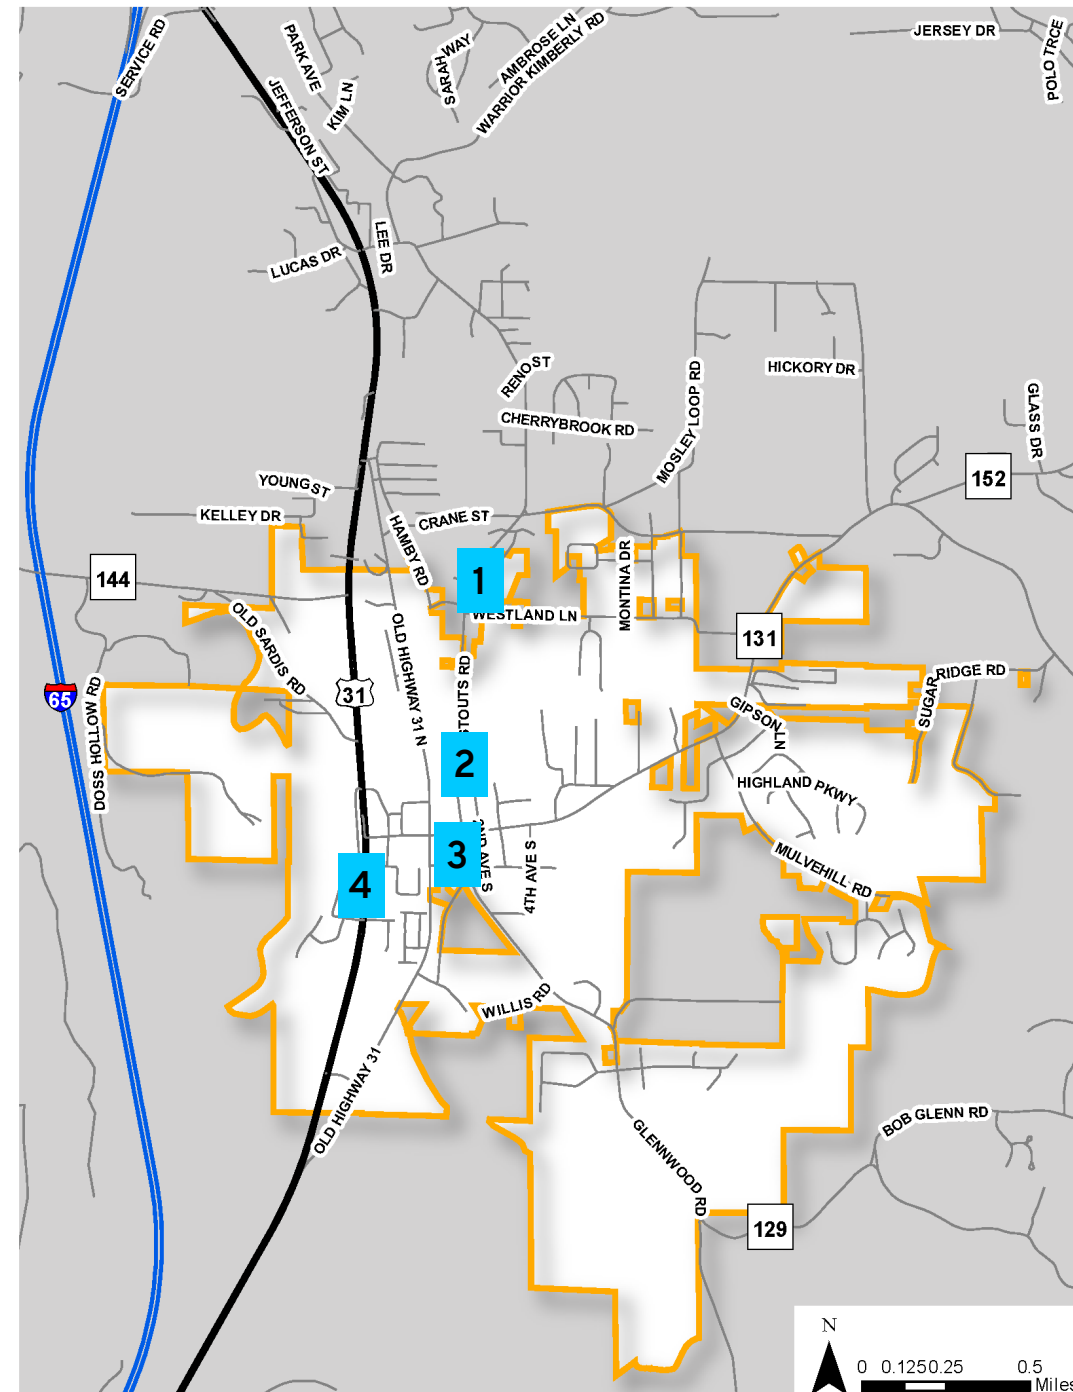 SERVICE RD
PARK AVE
KIM LN
JEFFERSON ST
SARAH WAY
AMBROSE LN
WARRIOR KIMBERLY RD
JERSEY DR
POLO TRCE
LUCAS DR
LEE DR
RENO ST
CHERRYBROOK RD
MOSLEY LOOP RD
HICKORY DR
GLASS DR
152
YOUNG ST
KELLEY DR
CRANE ST
HAMBY RD
144
1
WESTLAND LN
MONTINA DR
131
OLD SARDIS RD
OLD HIGHWAY 31 N
STOUTS RD
31
65
DOSS HOLLOW RD
SUGAR RIDGE RD
GIPSON LN
2
HIGHLAND PKWY
3
2ND AVE S
4TH AVE S
4
MULVEHILL RD
WILLIS RD
OLD HIGHWAY 31
GLENNWOOD RD
BOB GLENN RD
129
N
0 0.125 0.25 0.5
Miles